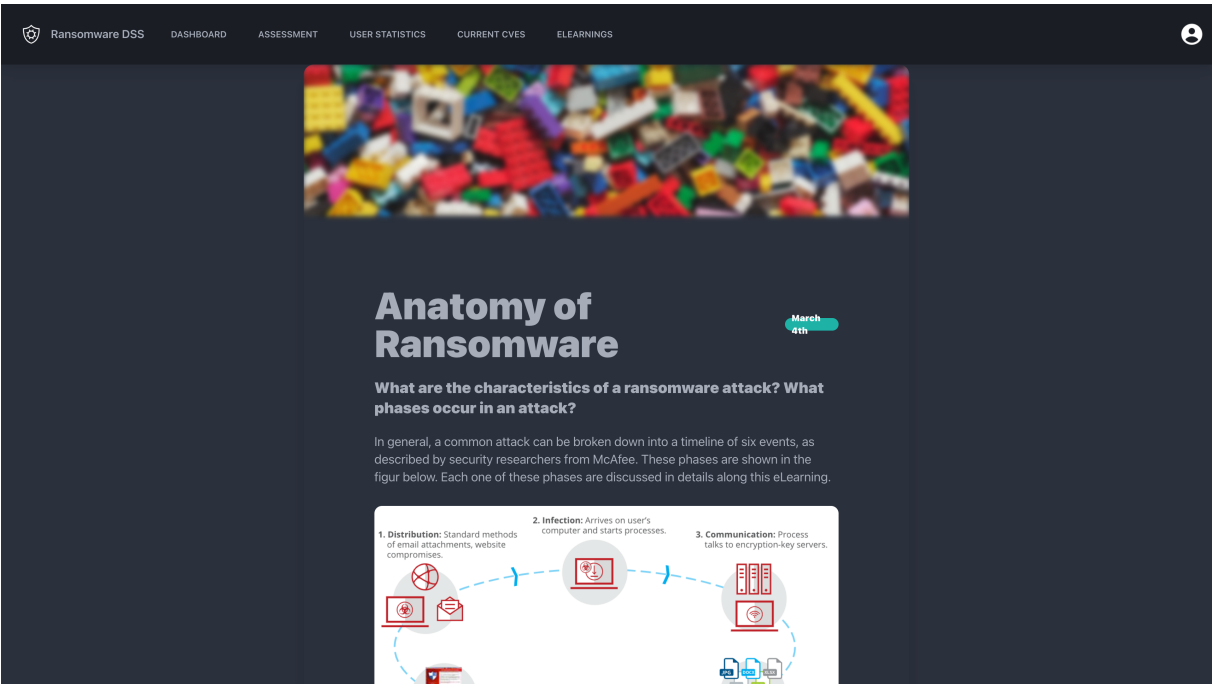 Ransomware DSS DASHBOARD ASSESSMENT USER STATISTICS CURRENT CVES ELEARNINGS
Anatomy of
Ransomware
March
4th
What are the characteristics of a ransomware attack? What
phases occur in an attack?
In general, a common attack can be broken down into a timeline of six events, as
described by security researchers from McAfee. These phases are shown in the
figur below. Each one of these phases are discussed in details along this eLearning.
1. Distribution: Standard methods
of email attachments, website
compromises.
2. Infection: Arrives on user's
computer and starts processes.
3. Communication: Process
talks to encryption-key servers.
JPG DOCX XLSX